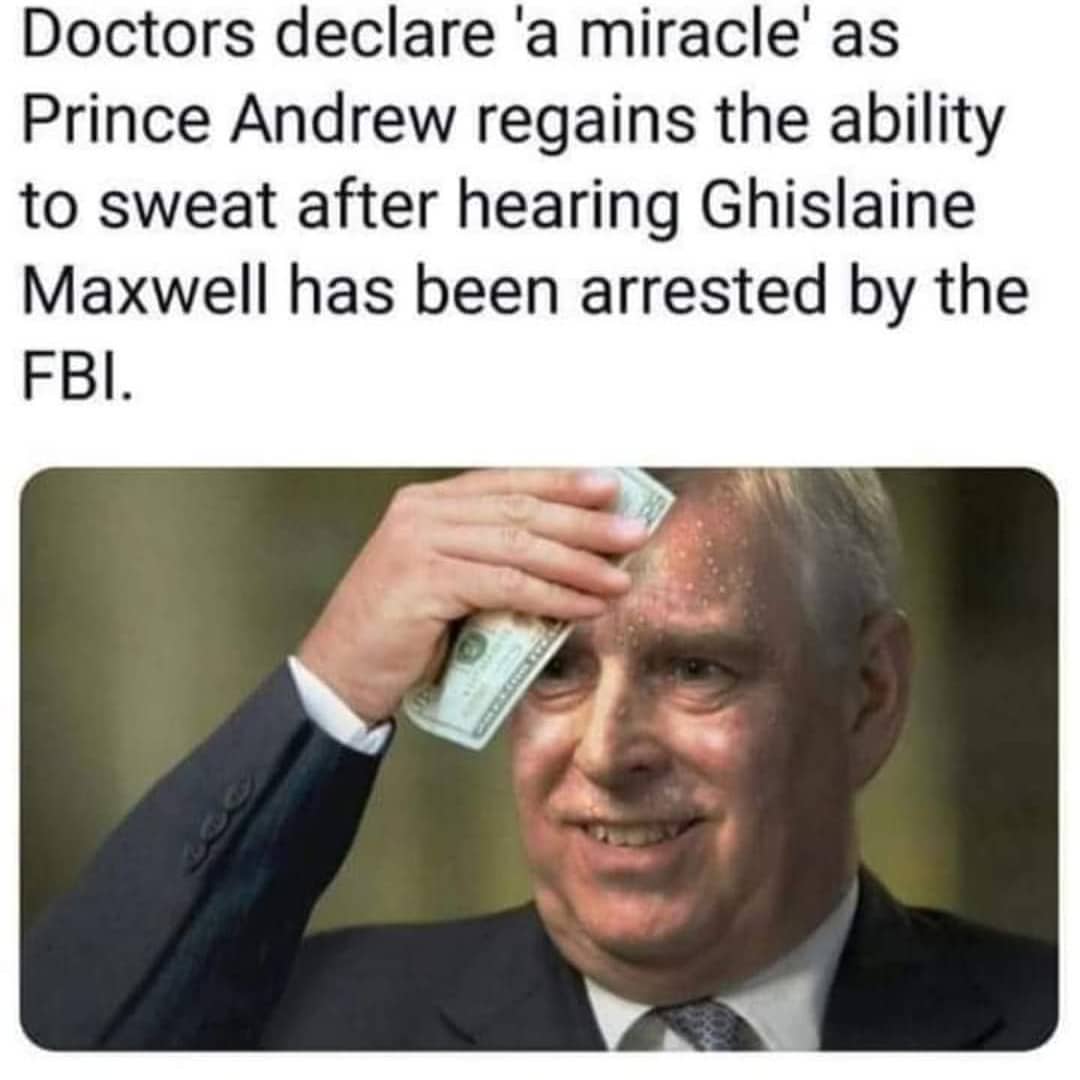 Doctors declare 'a miracle' as
Prince Andrew regains the ability
to sweat after hearing Ghislaine
Maxwell has been arrested by the
FBI.